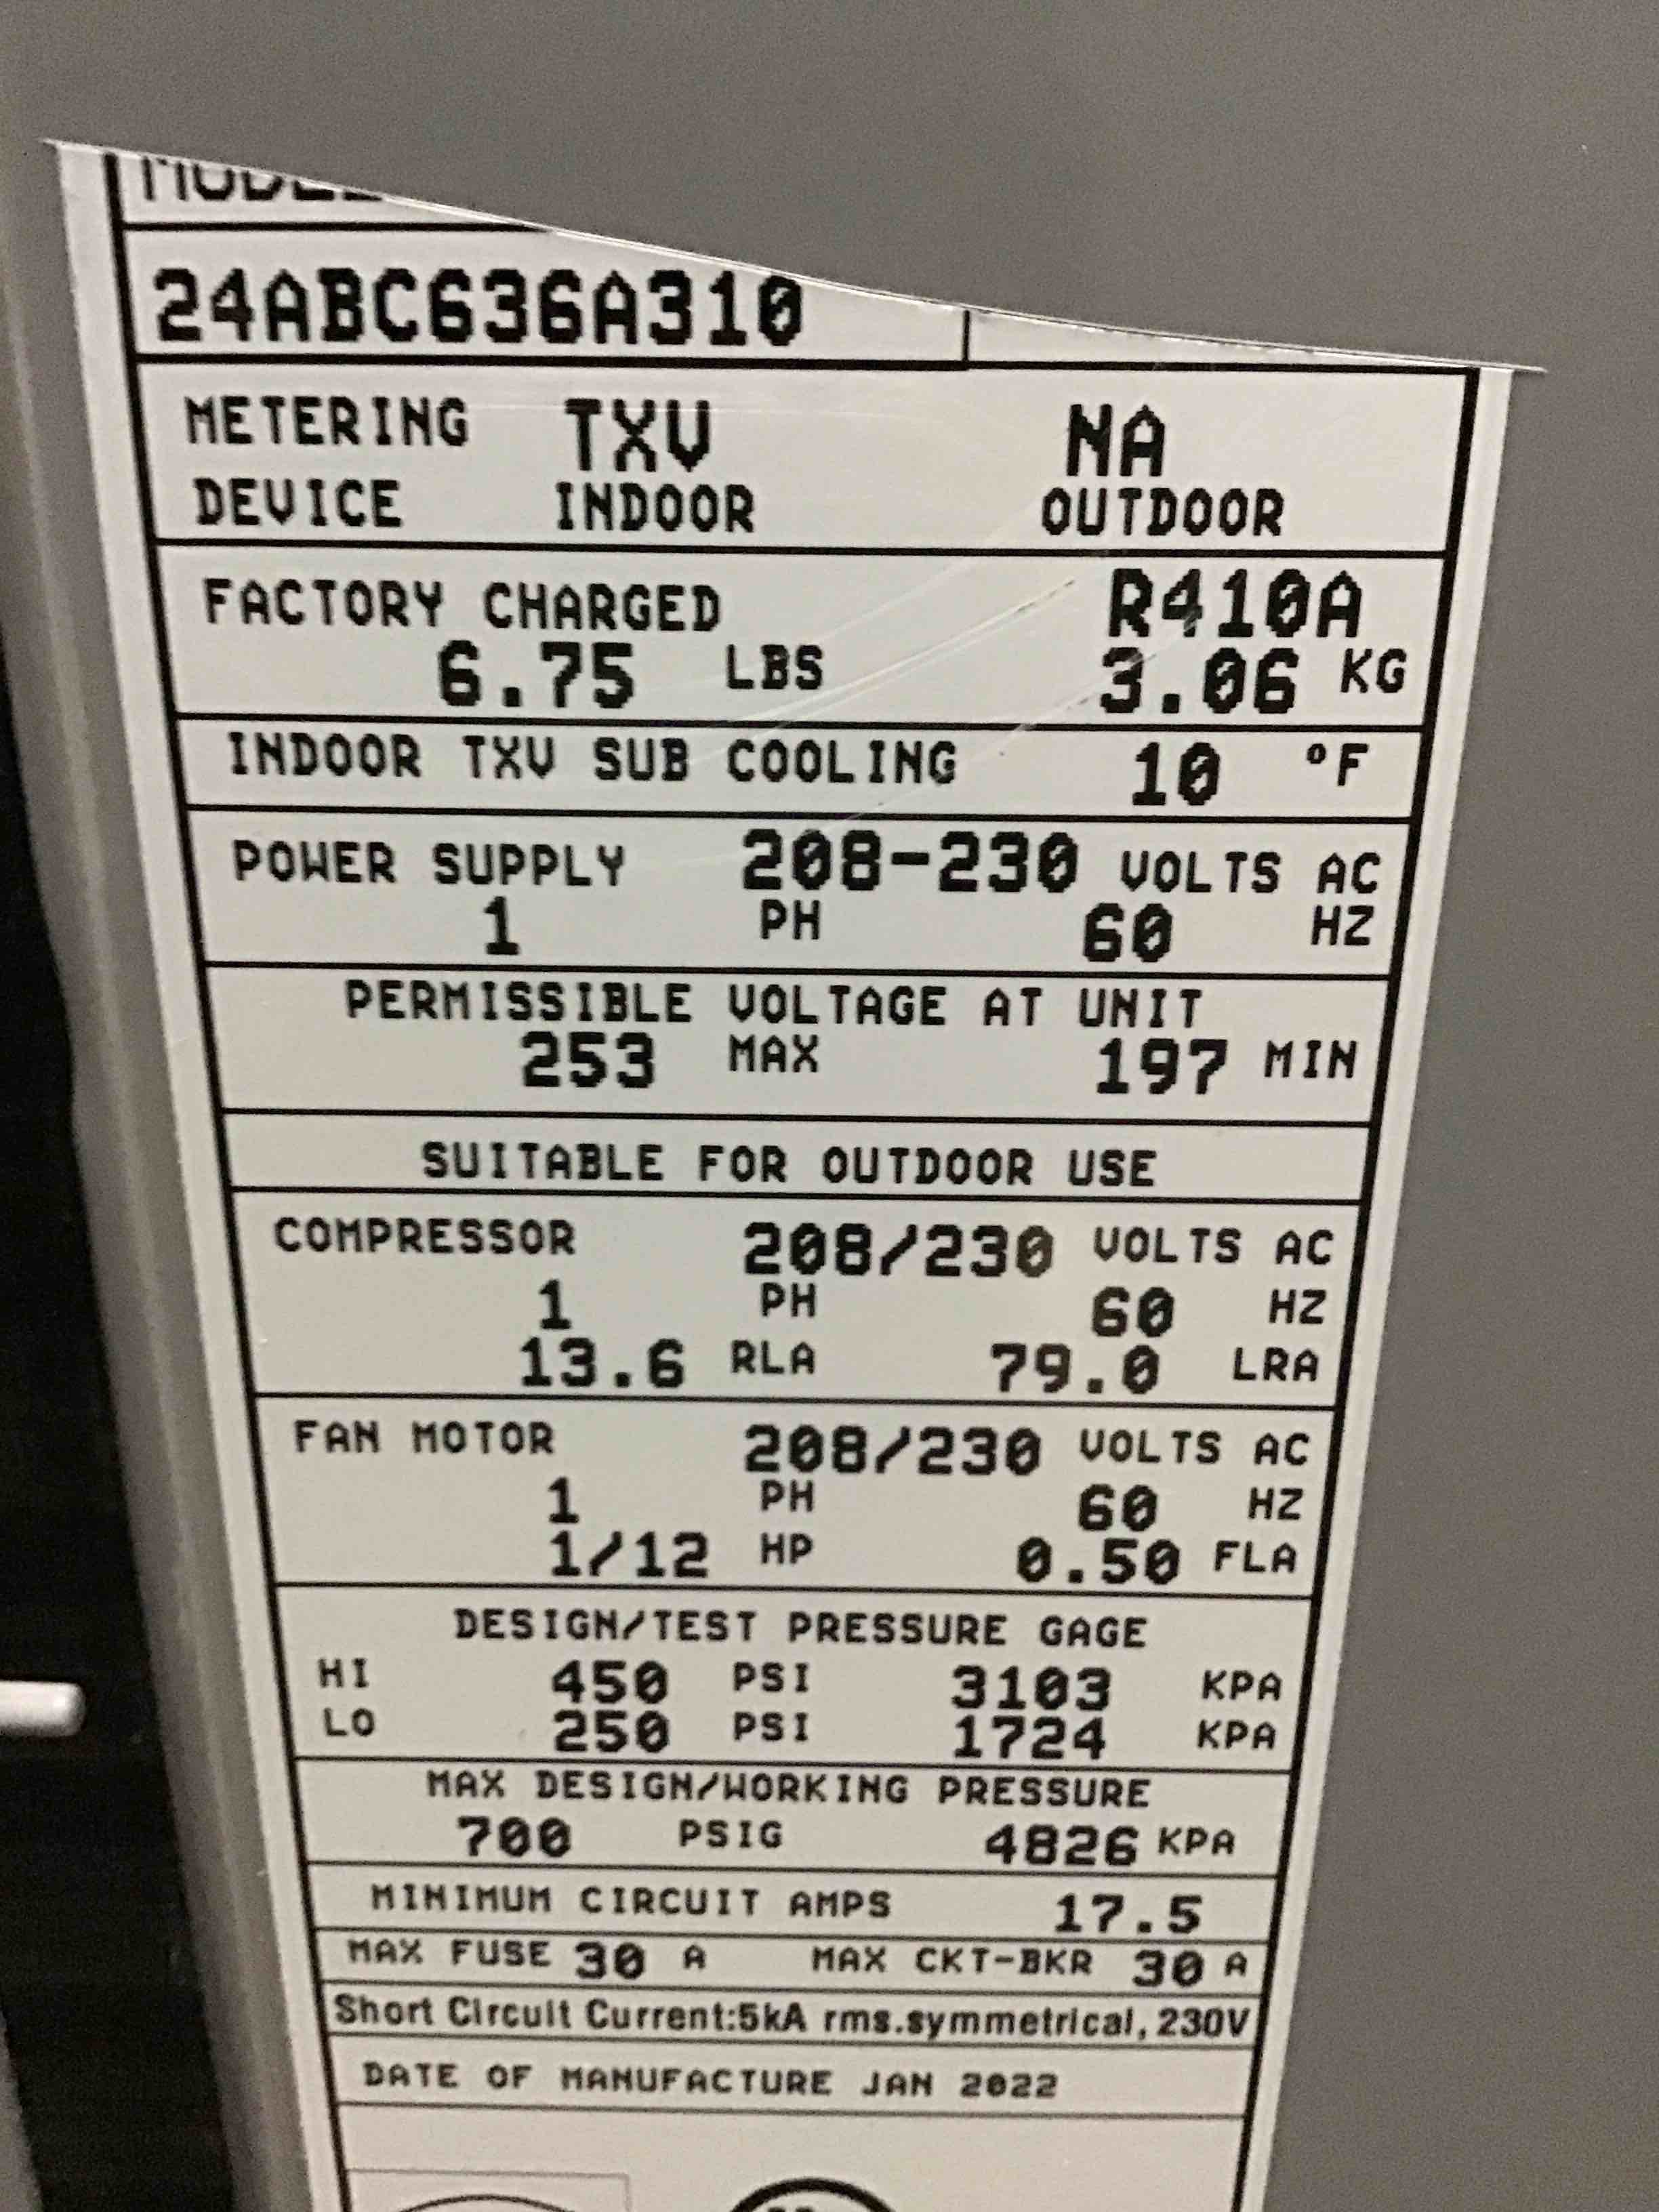 MODEL
24ABC636A310
METERING TXV NA
DEVICE INDOOR OUTDOOR
FACTORY CHARGED R410A
6.75 LBS 3.06 KG
INDOOR TXV SUB COOLING 10 °F
POWER SUPPLY 208-230 VOLTS AC
1 PH 60 HZ
PERMISSIBLE VOLTAGE AT UNIT
253 MAX 197 MIN
SUITABLE FOR OUTDOOR USE
COMPRESSOR 208/230 VOLTS AC
1 PH 60 HZ
13.6 RLA 79.0 LRA
FAN MOTOR 208/230 VOLTS AC
1 PH 60 HZ
1/12 HP 0.50 FLA
DESIGN/TEST PRESSURE GAGE
HI 450 PSI 3103 KPA
LO 250 PSI 1724 KPA
MAX DESIGN/WORKING PRESSURE
700 PSIG 4826 KPA
MINIMUM CIRCUIT AMPS 17.5
MAX FUSE 30 A MAX CKT-BKR 30 A
Short Circuit Current:5kA rms.symmetrical, 230V
DATE OF MANUFACTURE JAN 2022